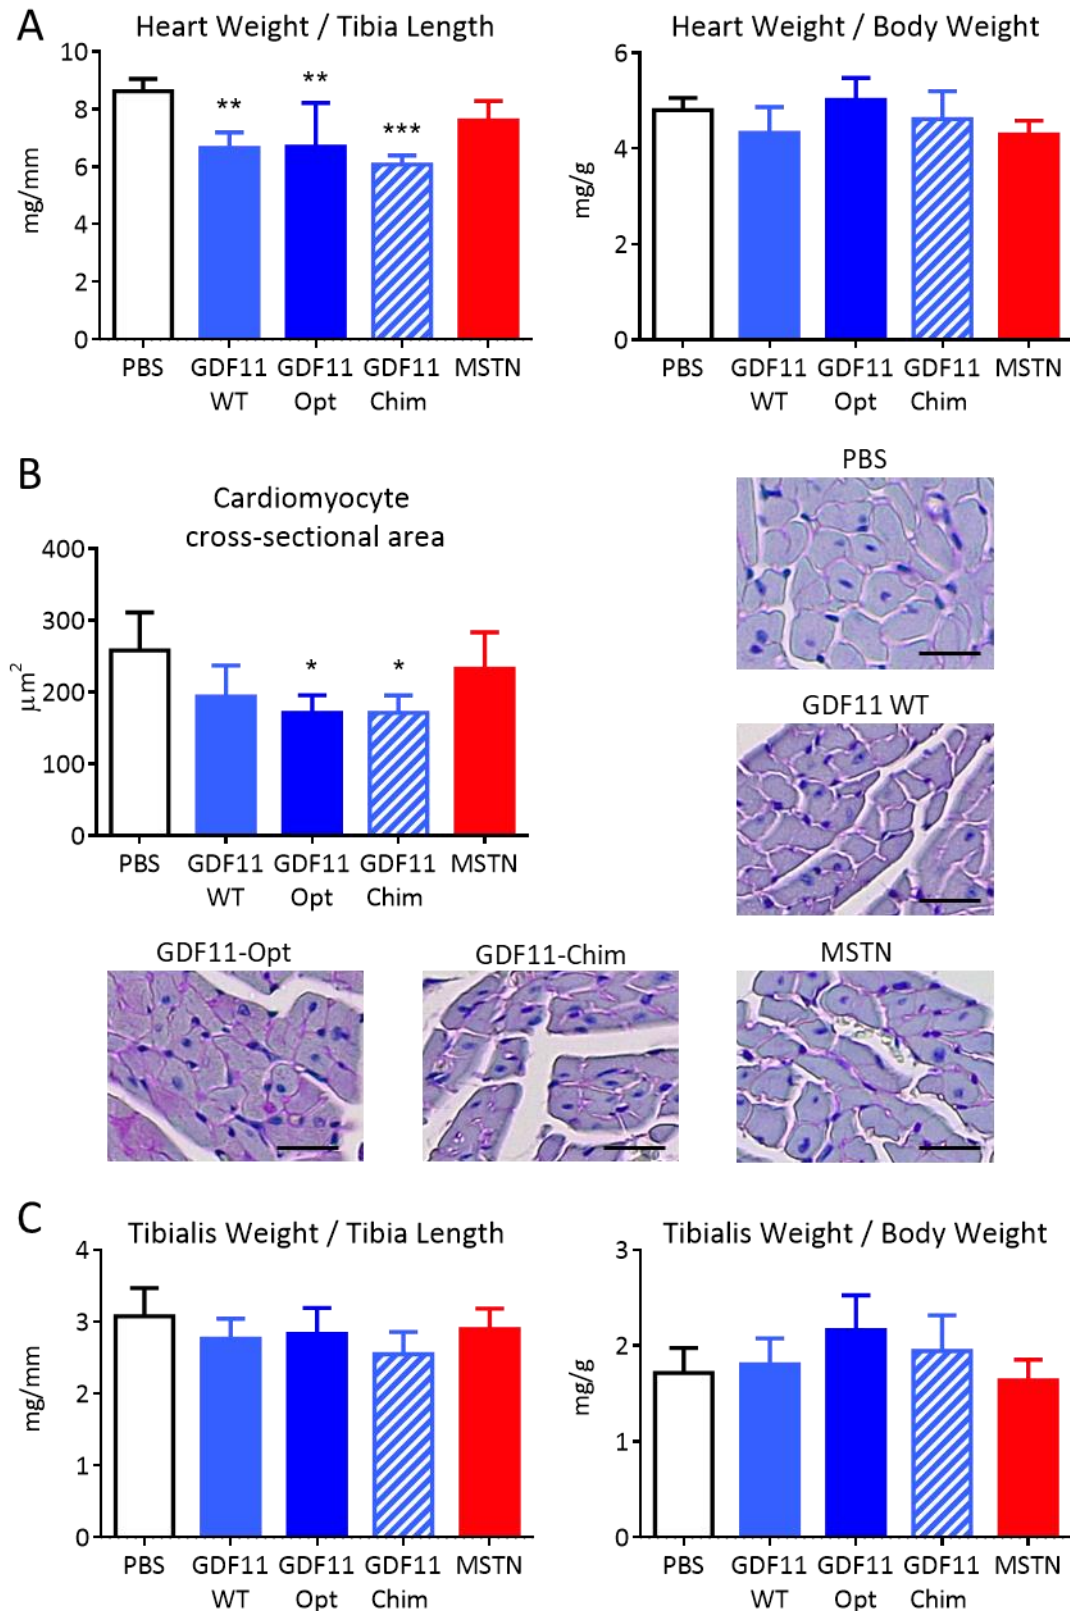 A
Heart Weight / Tibia Length
10
8
6
4
2
0
mg/mm
**
**
***
PBS GDF11 GDF11 GDF11 MSTN
WT Opt Chim
Heart Weight / Body Weight
6
4
2
0
mg/g
PBS GDF11 GDF11 GDF11 MSTN
WT Opt Chim
B
Cardiomyocyte
cross-sectional area
400
300
200
100
0
μm²
*
*
PBS GDF11 GDF11 GDF11 MSTN
WT Opt Chim
PBS
GDF11 WT
GDF11-Opt
GDF11-Chim
MSTN
C
Tibialis Weight / Tibia Length
4
3
2
1
0
mg/mm
PBS GDF11 GDF11 GDF11 MSTN
WT Opt Chim
Tibialis Weight / Body Weight
3
2
1
0
mg/g
PBS GDF11 GDF11 GDF11 MSTN
WT Opt Chim